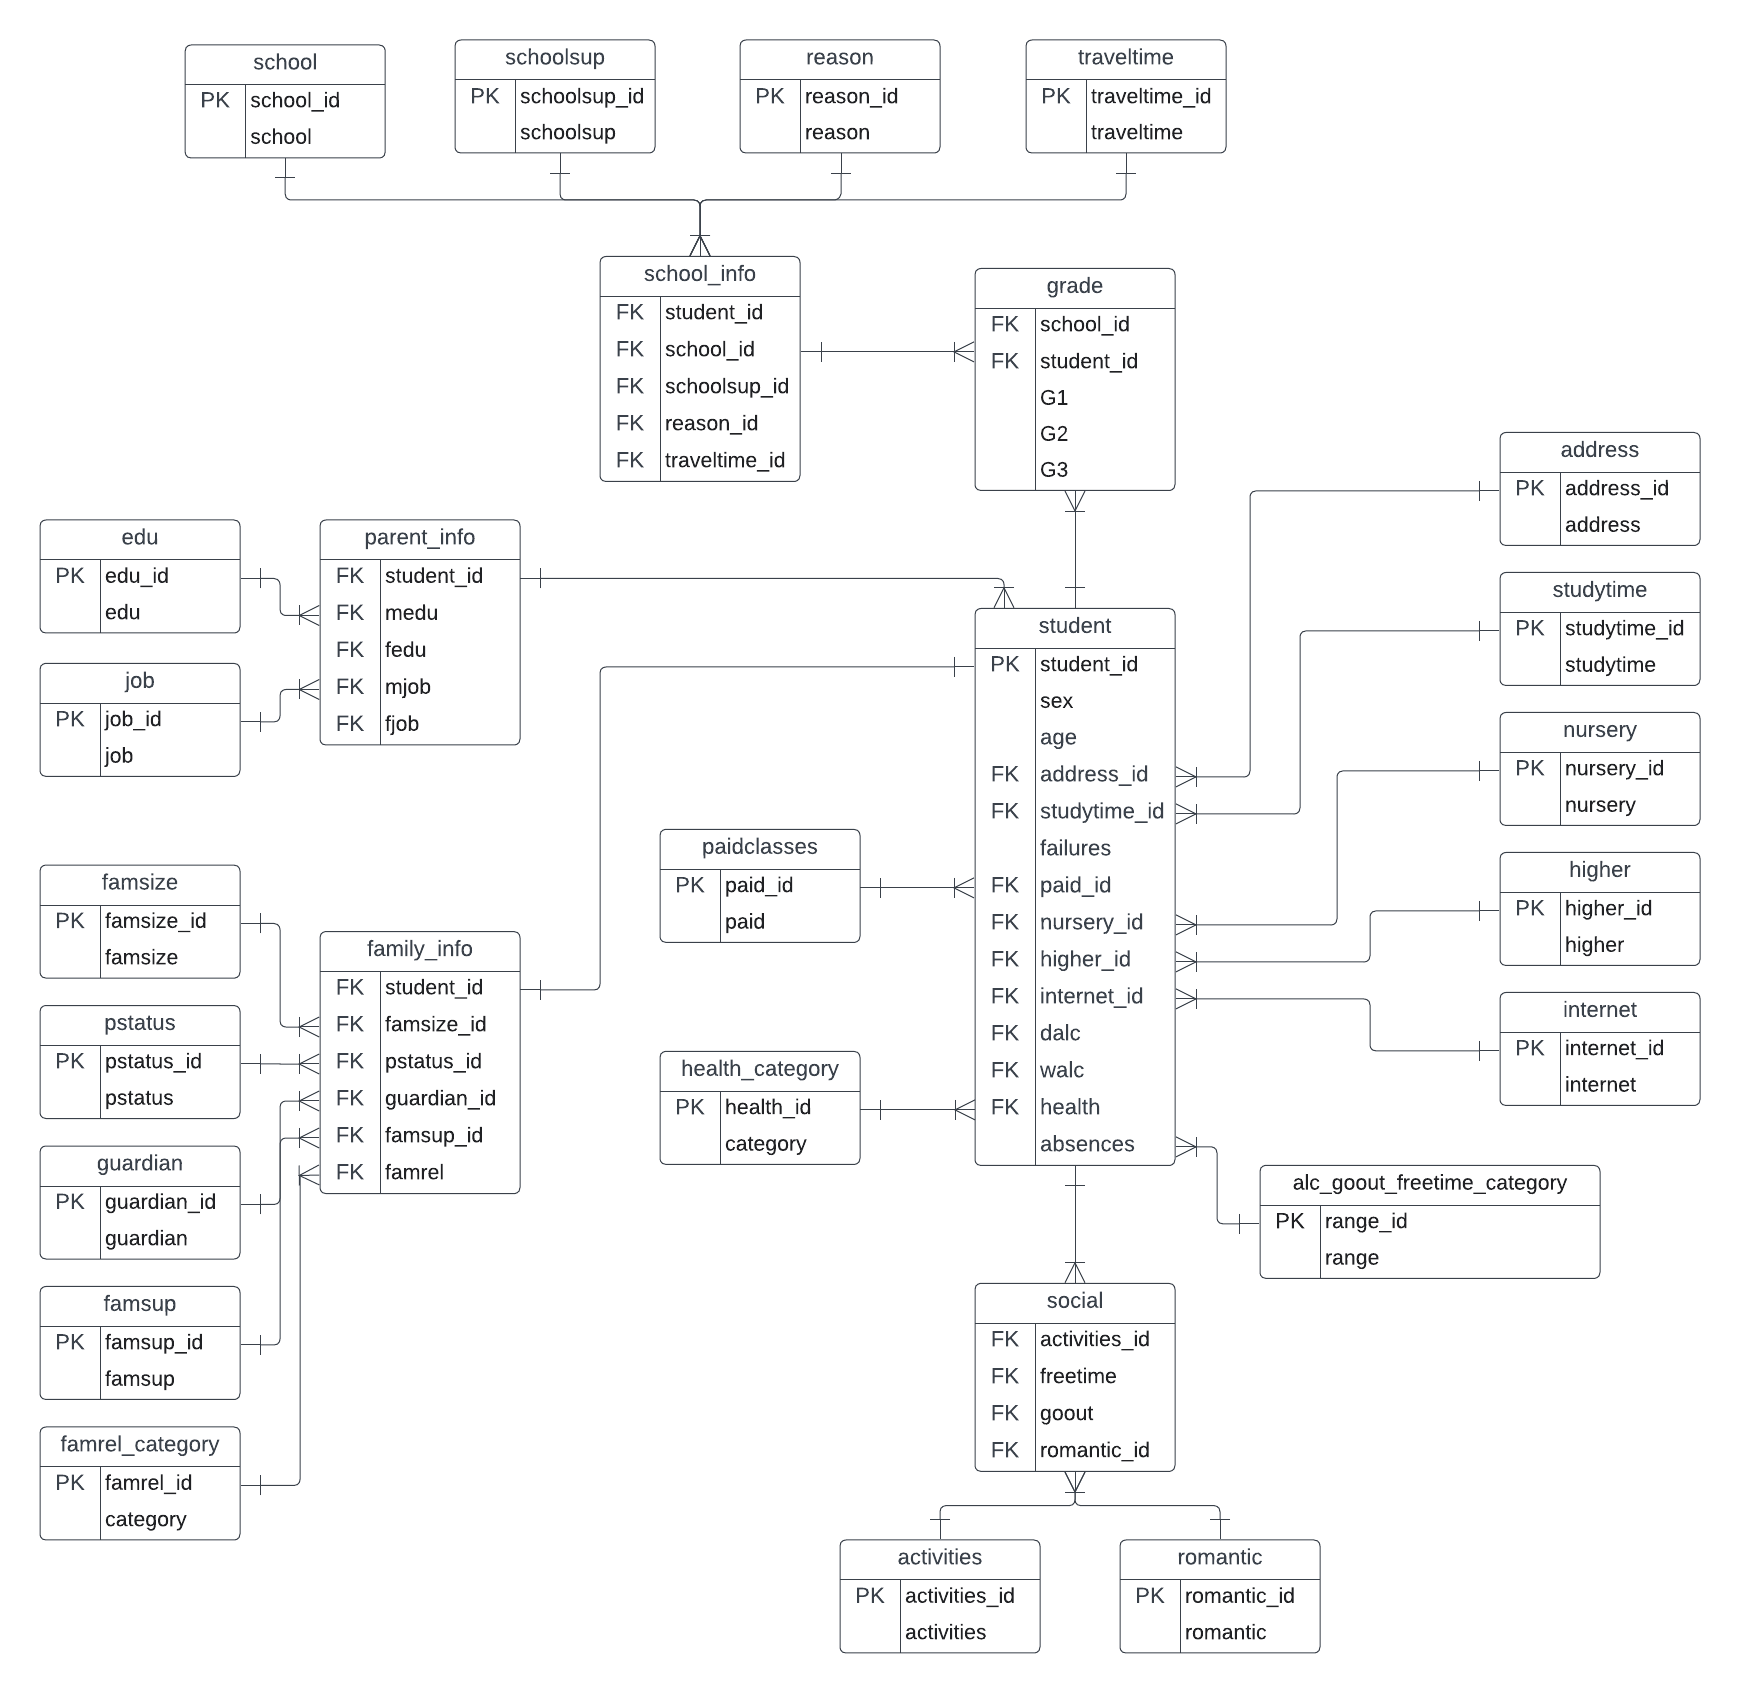 school
PK school_id
school
schoolsup
PK schoolsup_id
schoolsup
reason
PK reason_id
reason
traveltime
PK traveltime_id
traveltime
school_info
FK student_id
FK school_id
FK schoolsup_id
FK reason_id
FK traveltime_id
grade
FK school_id
FK student_id
G1
G2
G3
address
PK address_id
address
edu
PK edu_id
edu
parent_info
FK student_id
FK medu
FK fedu
FK mjob
FK fjob
job
PK job_id
job
student
PK student_id
sex
age
FK address_id
FK studytime_id
failures
FK paid_id
FK nursery_id
FK higher_id
FK internet_id
FK dalc
FK walc
FK health
absences
studytime
PK studytime_id
studytime
nursery
PK nursery_id
nursery
higher
PK higher_id
higher
internet
PK internet_id
internet
paidclasses
PK paid_id
paid
health_category
PK health_id
category
famsize
PK famsize_id
famsize
pstatus
PK pstatus_id
pstatus
guardian
PK guardian_id
guardian
famsup
PK famsup_id
famsup
famrel_category
PK famrel_id
category
family_info
FK student_id
FK famsize_id
FK pstatus_id
FK guardian_id
FK famsup_id
FK famrel
alc_goout_freetime_category
PK range_id
range
social
FK activities_id
FK freetime
FK goout
FK romantic_id
activities
PK activities_id
activities
romantic
PK romantic_id
romantic